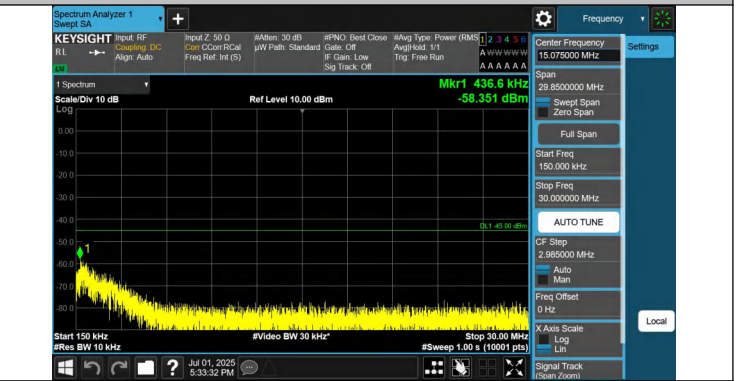 Spectrum Analyzer 1
Swept SA
Frequency
KEYSIGHT
RL
Input: RF
Coupling: DC
Align: Auto
Input Z: 50 Ω
Corr CCorr RCal
Freq Ref: Int (S)
#Atten: 30 dB
µW Path: Standard
#PNO: Best Close
Gate: Off
IF Gain: Low
Sig Track: Off
#Avg Type: Power (RMS
Avg|Hold: 1/1
Trig: Free Run
1 2 3 4 5 6
A W W W W W
A A A A A A
1 Spectrum
Scale/Div 10 dB
Log
Ref Level 10.00 dBm
Mkr1 436.6 kHz
-58.351 dBm
0.00
-10.0
-20.0
-30.0
-40.0
DL1 -45.00 dBm
-50.0
1
-60.0
-70.0
-80.0
Start 150 kHz
#Res BW 10 kHz
#Video BW 30 kHz*
Stop 30.00 MHz
#Sweep 1.00 s (10001 pts)
Jul 01, 2025
5:33:32 PM
?
Center Frequency
15.075000 MHz
Settings
Span
29.8500000 MHz
Swept Span
Zero Span
Full Span
Start Freq
150.000 kHz
Stop Freq
30.000000 MHz
AUTO TUNE
CF Step
2.985000 MHz
Auto
Man
Freq Offset
0 Hz
X Axis Scale
Log
Lin
Local
Signal Track
(Span Zoom)